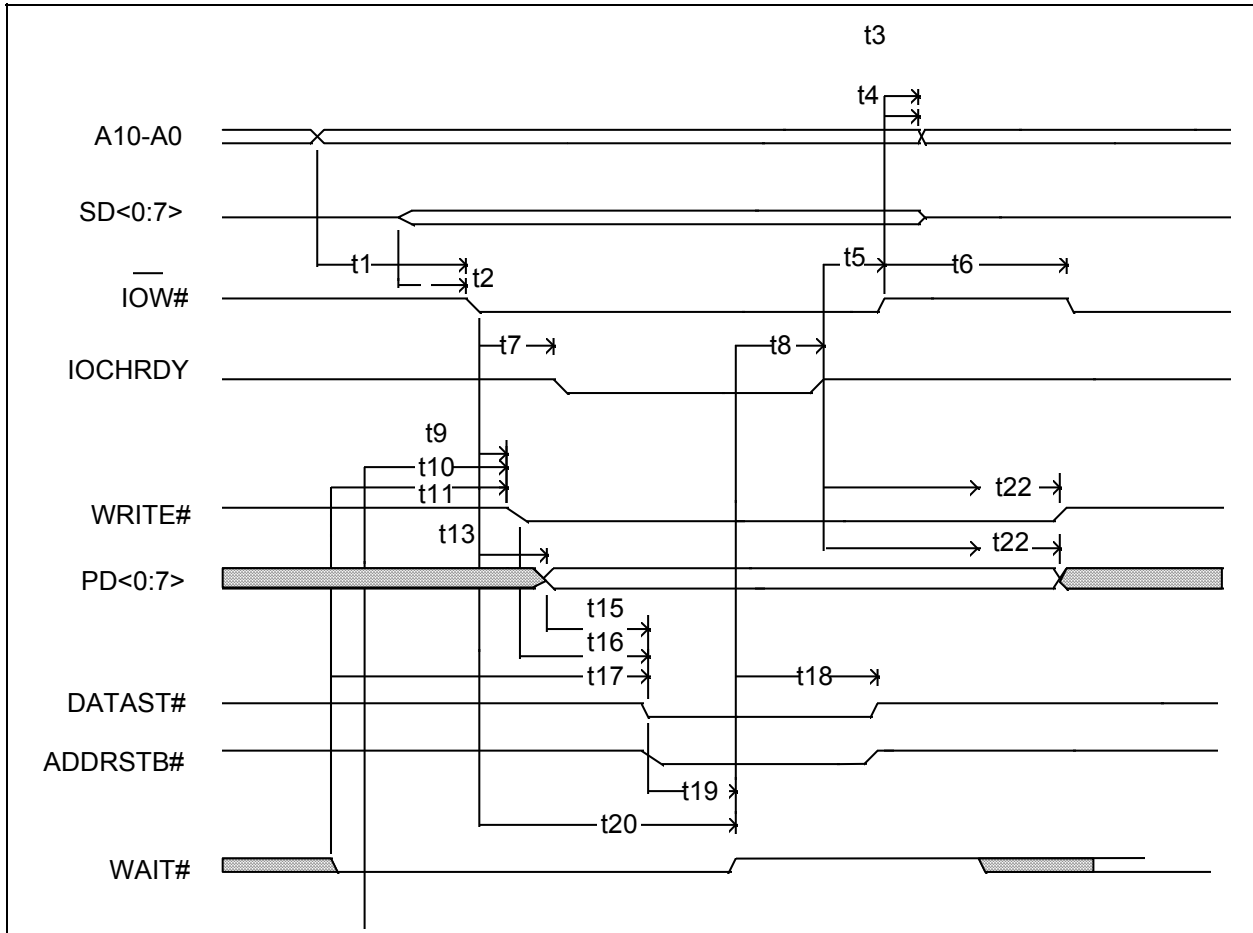 t3
t4
A10-A0
SD<0:7>
t1
t2
t5
t6
IOW#
t7
t8
IOCHRDY
t9
t10
t11
t22
WRITE#
t13
t22
PD<0:7>
t15
t16
t17
t18
DATAST#
ADDRSTB#
t19
t20
WAIT#